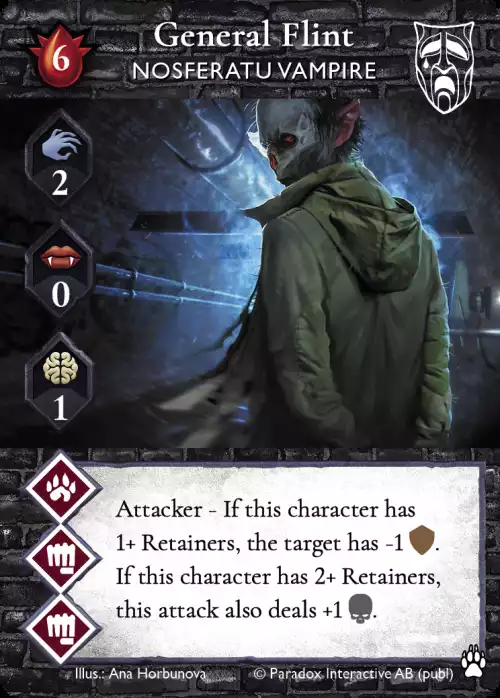 6
General Flint
NOSFERATU VAMPIRE
2
0
1
Attacker - If this character has
1+ Retainers, the target has -1 .
If this character has 2+ Retainers,
this attack also deals +1 .
Illus.: Ana Horbunova © Paradox Interactive AB (publ)